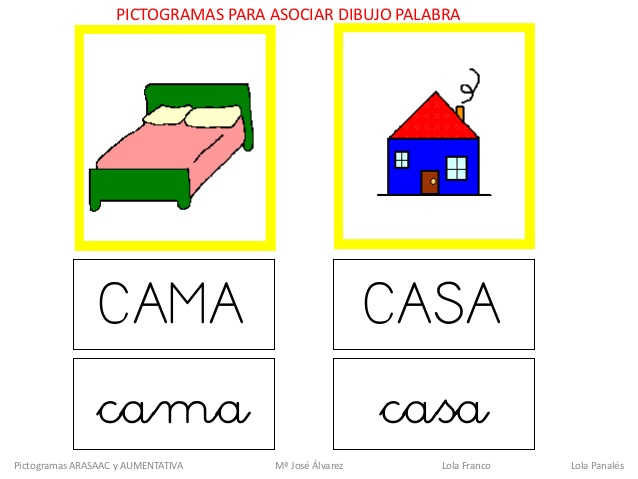 PICTOGRAMAS PARA ASOCIAR DIBUJO PALABRA
CAMA CASA
cama casa
Pictogramas ARASAAC y AUMENTATIVA Mª José Álvarez Lola Franco Lola Panalés